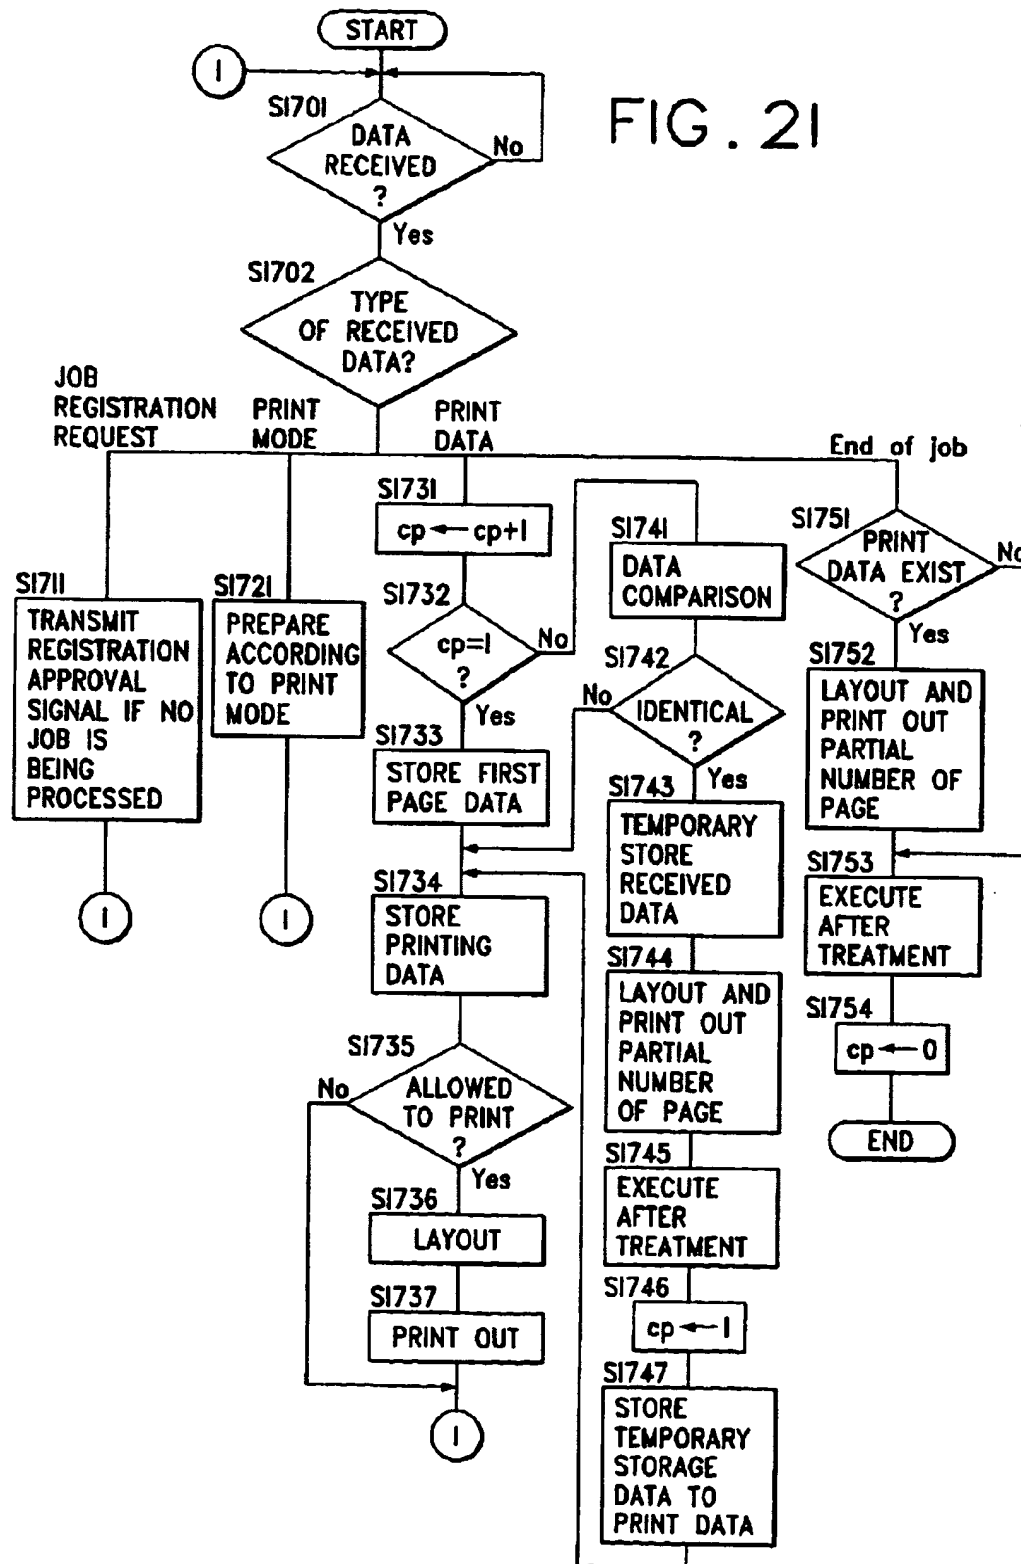 START
I
FIG. 21
S1701
DATA
RECEIVED
?
No
Yes
S1702
TYPE
OF RECEIVED
DATA?
JOB
REGISTRATION
REQUEST
PRINT
MODE
PRINT
DATA
End of job
S1711
TRANSMIT
REGISTRATION
APPROVAL
SIGNAL IF NO
JOB IS
BEING
PROCESSED
I
S1721
PREPARE
ACCORDING
TO PRINT
MODE
I
S1731
cp ← cp+1
S1732
cp=1
?
No
Yes
S1733
STORE FIRST
PAGE DATA
S1734
STORE
PRINTING
DATA
S1735
ALLOWED
TO PRINT
?
No
Yes
S1736
LAYOUT
S1737
PRINT OUT
I
S1741
DATA
COMPARISON
S1742
IDENTICAL
?
No
Yes
S1743
TEMPORARY
STORE
RECEIVED
DATA
S1744
LAYOUT AND
PRINT OUT
PARTIAL
NUMBER
OF PAGE
S1745
EXECUTE
AFTER
TREATMENT
S1746
cp ← 1
S1747
STORE
TEMPORARY
STORAGE
DATA TO
PRINT DATA
S1751
PRINT
DATA EXIST
?
No
Yes
S1752
LAYOUT AND
PRINT OUT
PARTIAL
NUMBER OF
PAGE
S1753
EXECUTE
AFTER
TREATMENT
S1754
cp ← 0
END